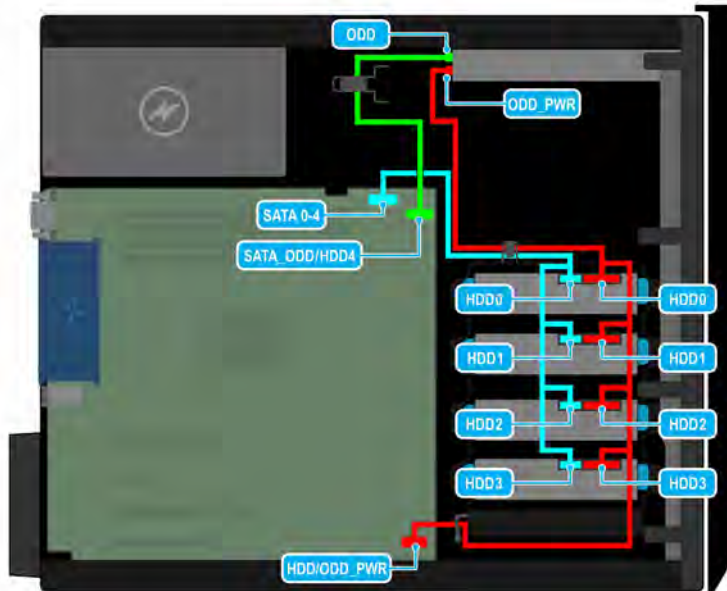 ODD
ODD_PWR
SATA 0-4
SATA_ODD/HDD4
HDD0
HDD0
HDD1
HDD1
HDD2
HDD2
HDD3
HDD3
HDD/ODD_PWR